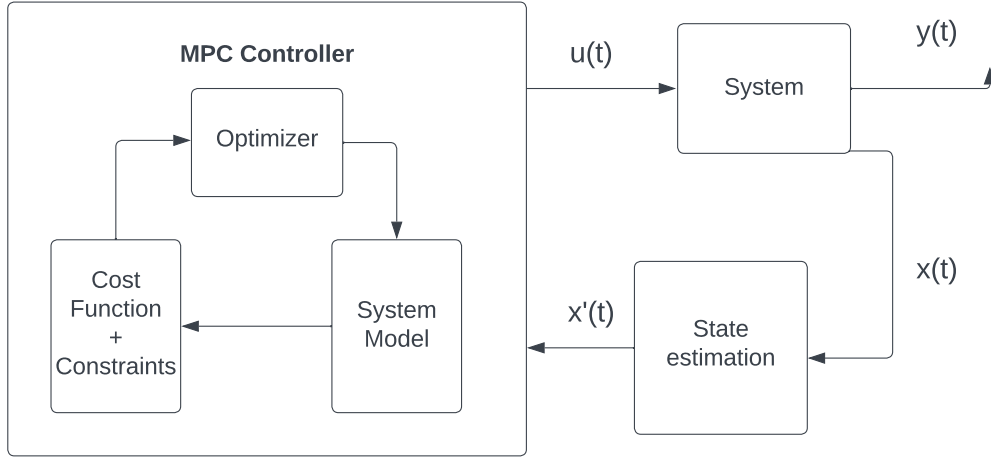 MPC Controller
Optimizer
Cost
Function
+
Constraints
System
Model
u(t)
System
y(t)
x(t)
State
estimation
x'(t)